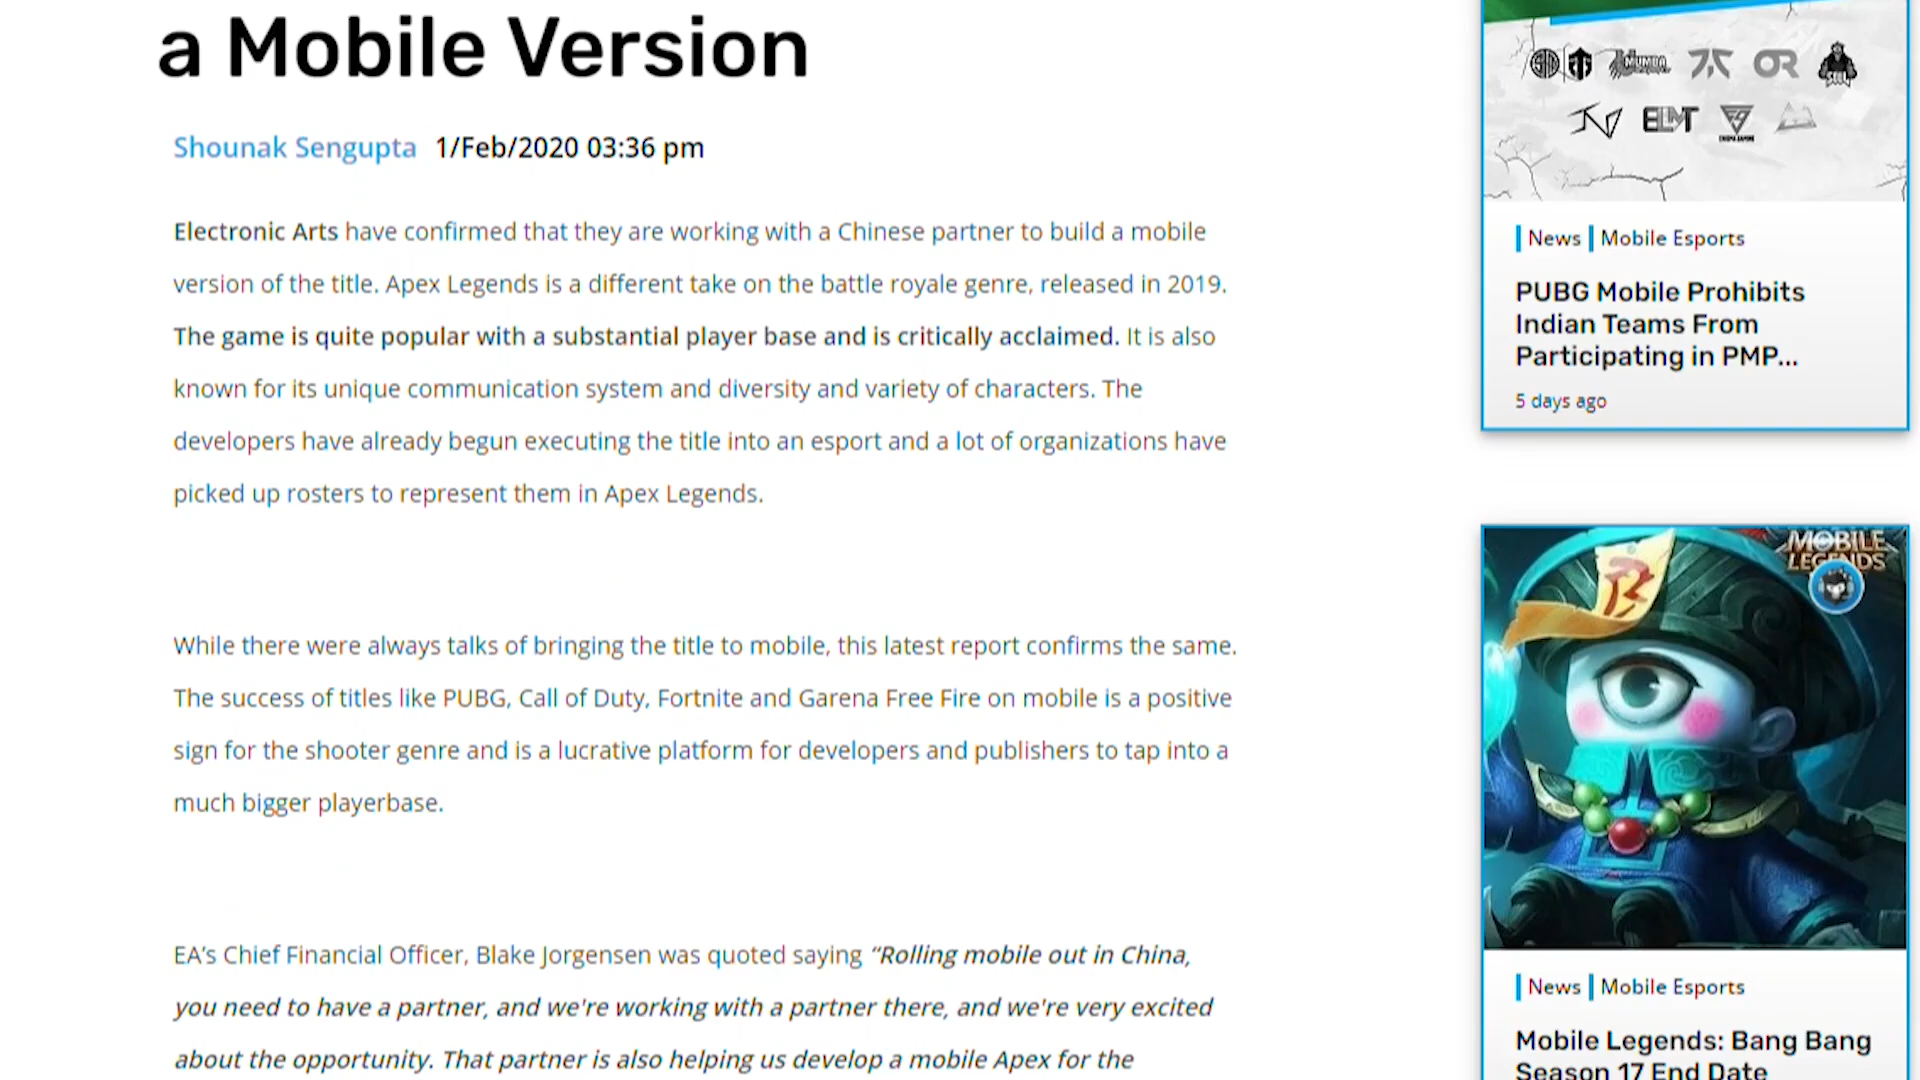 a Mobile Version
Shounak Sengupta 1/Feb/2020 03:36 pm
Electronic Arts have confirmed that they are working with a Chinese partner to build a mobile
version of the title. Apex Legends is a different take on the battle royale genre, released in 2019.
The game is quite popular with a substantial player base and is critically acclaimed. It is also
known for its unique communication system and diversity and variety of characters. The
developers have already begun executing the title into an esport and a lot of organizations have
picked up rosters to represent them in Apex Legends.
While there were always talks of bringing the title to mobile, this latest report confirms the same.
The success of titles like PUBG, Call of Duty, Fortnite and Garena Free Fire on mobile is a positive
sign for the shooter genre and is a lucrative platform for developers and publishers to tap into a
much bigger playerbase.
EA's Chief Financial Officer, Blake Jorgensen was quoted saying “Rolling mobile out in China,
you need to have a partner, and we're working with a partner there, and we're very excited
about the opportunity. That partner is also helping us develop a mobile Apex for the
MUMBA
OR
SOUL
ELMT
News Mobile Esports
PUBG Mobile Prohibits
Indian Teams From
Participating in PMP...
5 days ago
MOBILE
LEGENDS
News Mobile Esports
Mobile Legends: Bang Bang
Season 17 End Date